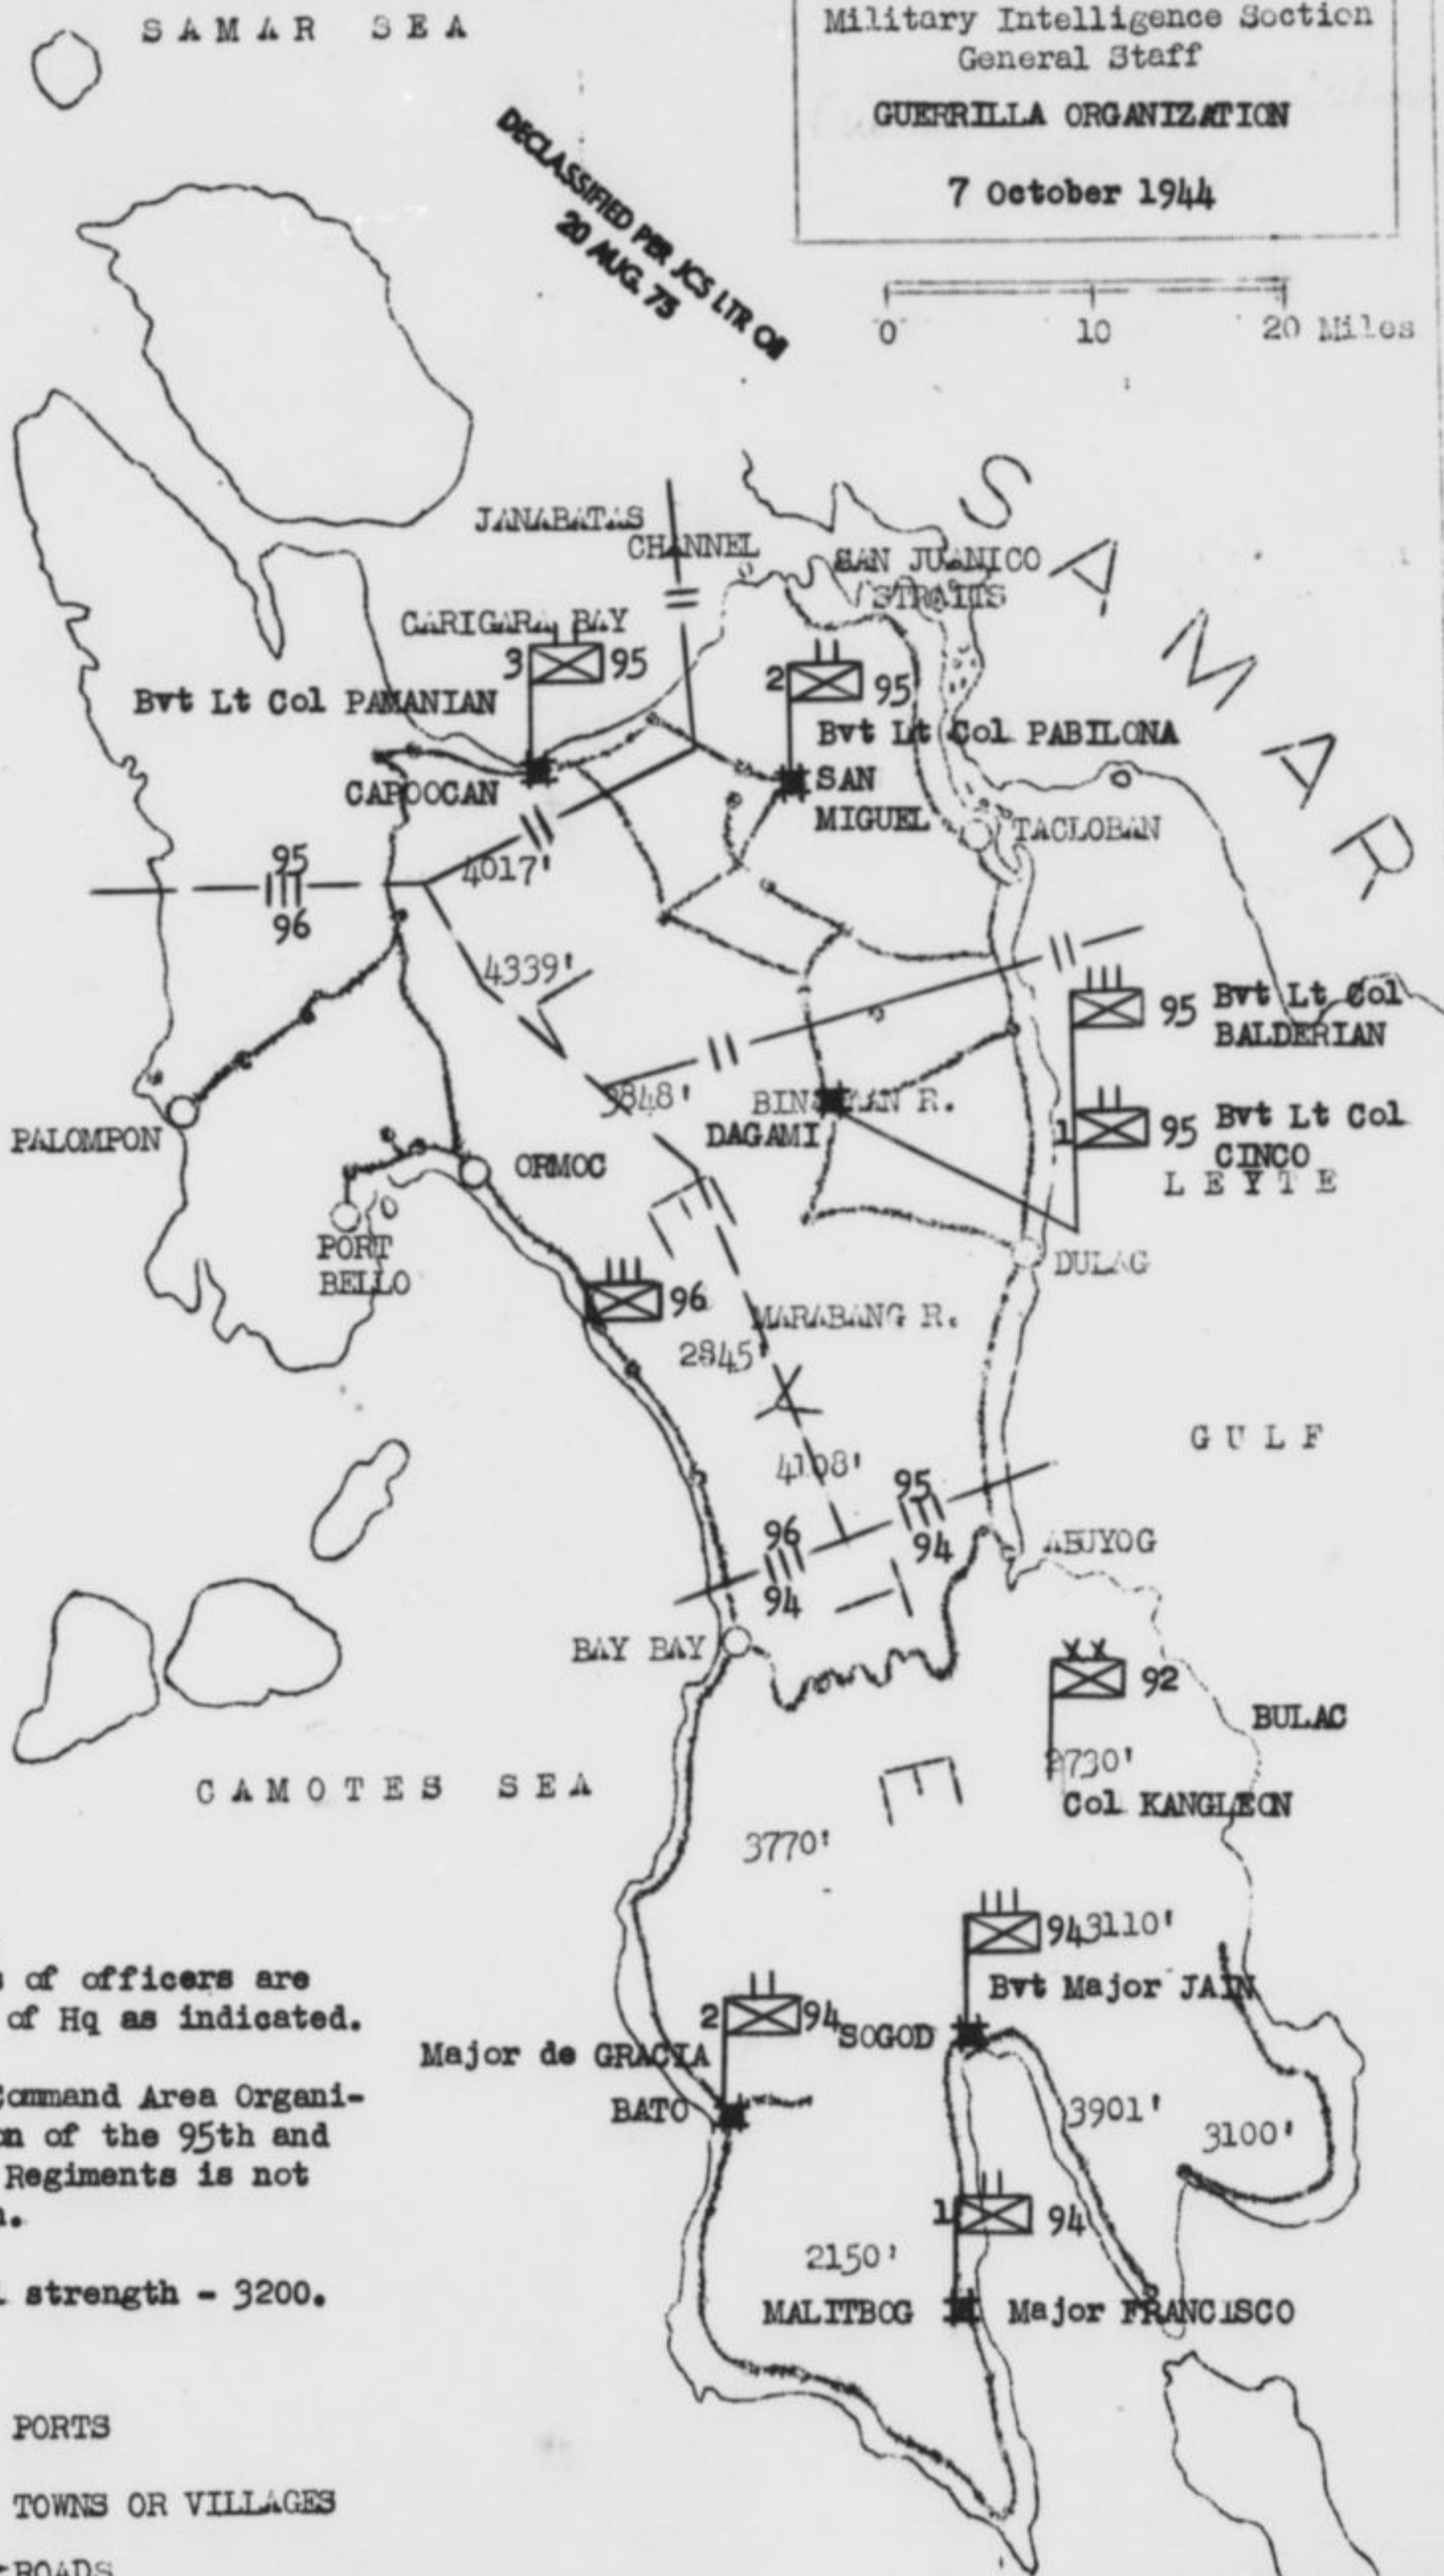 SAMAR SEA
Military Intelligence Section
General Staff
GUERRILLA ORGANIZATION
7 October 1944
DECLASSIFIED PER JCS LTR OF
20 AUG. 75
0 10 20 Miles
SAMAR
JANABATAS
CHANNEL
SAN JUANICO
STRAITS
CARIGARA BAY
3 95
2 95
Bvt Lt Col PAMANIAN
Bvt Lt Col PABILONA
CAPOOCAN
SAN
MIGUEL
TACLOBAN
95
96
4017'
4339'
95 Bvt Lt Col
BALDERIAN
3848'
BINAHAAN R.
DAGAMI
1 95 Bvt Lt Col
CINCO
LEYTE
PALOMPON
ORMOC
PORT
BELLO
DULAG
96
MARABANG R.
2845'
GULF
4108'
95
94
96
94
ABUYOG
BAY BAY
92
BULAC
2730'
Col KANGLEON
CAMOTES SEA
LEYTE
3770'
94 3110'
Bvt Major JAIN
s of officers are
of Hq as indicated.
2 94
SOGOD
Major de GRACIA
BATO
Command Area Organi-
on of the 95th and
Regiments is not
n.
3901'
3100'
1 94
2150'
l strength - 3200.
MALITBOG
Major FRANCISCO
PORTS
TOWNS OR VILLAGES
ROADS